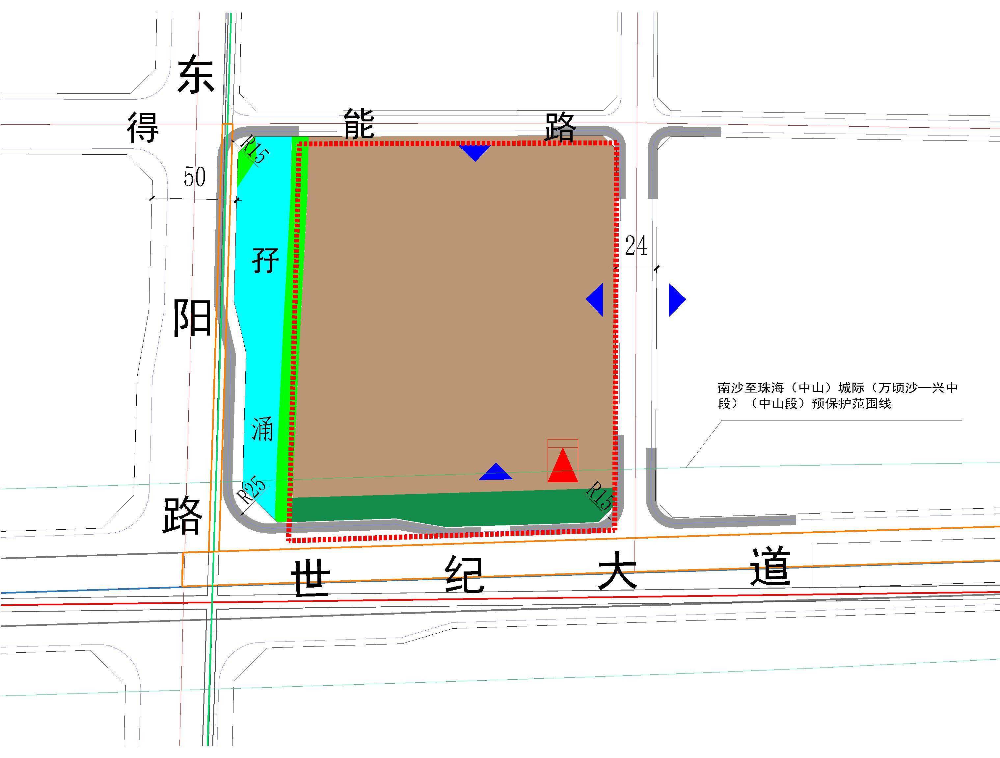 东
阳
路
得 能 路
50
R15
孖
涌
24
南沙至珠海（中山）城际（万顷沙—兴中
段）（中山段）预保护范围线
R25
R15
世 纪 大 道